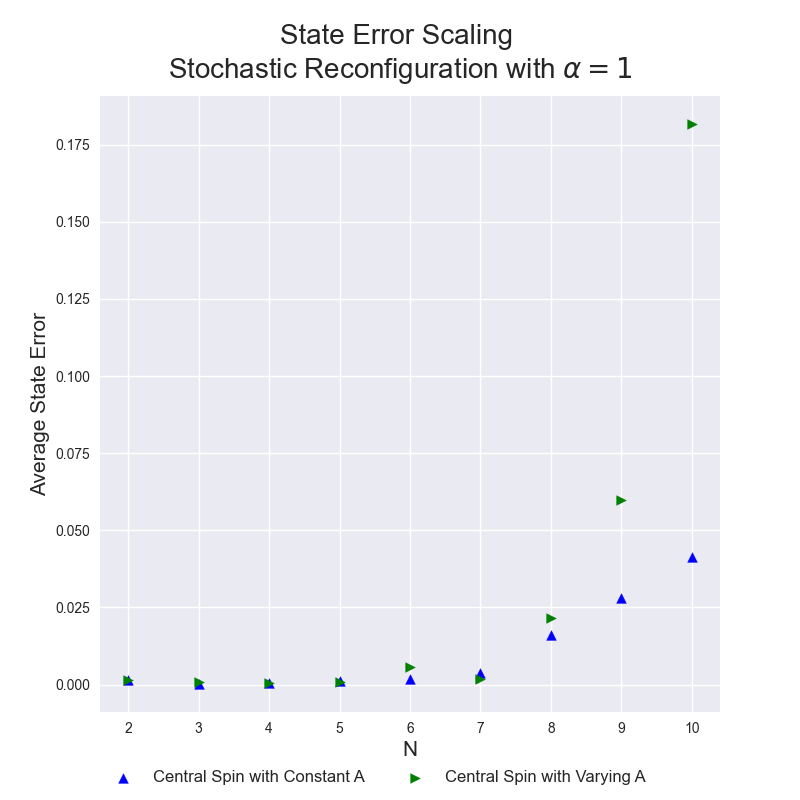 State Error Scaling
Stochastic Reconfiguration with α = 1
Average State Error
0.175
0.150
0.125
0.100
0.075
0.050
0.025
0.000
2 3 4 5 6 7 8 9 10
N
Central Spin with Constant A Central Spin with Varying A